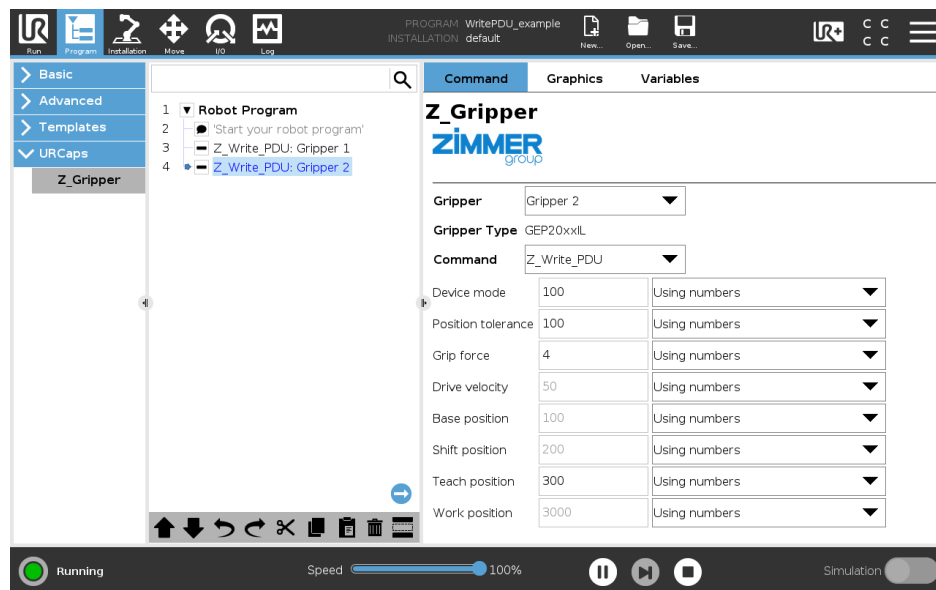 PROGRAM WritePDU_example
INSTALLATION default
Run Program Installation Move I/O Log New... Open... Save...
UR UR+ C C
C C
Basic
Advanced
Templates
URCaps
Z_Gripper
1 Robot Program
2 'Start your robot program'
3 Z_Write_PDU: Gripper 1
4 Z_Write_PDU: Gripper 2
Command Graphics Variables
Z_Gripper
ZİMMER
group
Gripper Gripper 2
Gripper Type GEP20xxIL
Command Z_Write_PDU
Device mode 100 Using numbers
Position tolerance 100 Using numbers
Grip force 4 Using numbers
Drive velocity 50 Using numbers
Base position 100 Using numbers
Shift position 200 Using numbers
Teach position 300 Using numbers
Work position 3000 Using numbers
Running Speed 100% Simulation